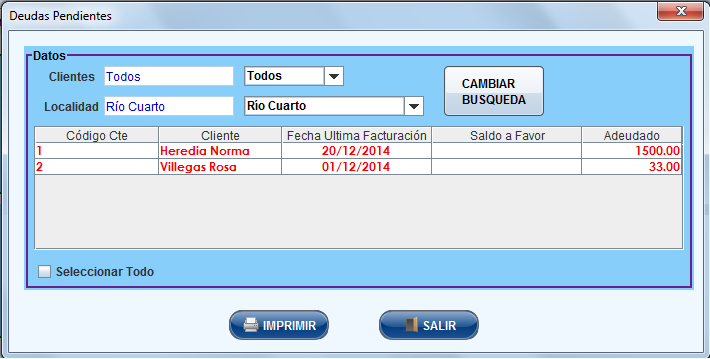 Deudas Pendientes
Datos
Clientes Todos Todos
CAMBIAR
BUSQUEDA
Localidad Río Cuarto Rio Cuarto
Código Cte Cliente Fecha Ultima Facturación Saldo a Favor Adeudado
1 Heredia Norma 20/12/2014 1500.00
2 Villegas Rosa 01/12/2014 33.00
Seleccionar Todo
IMPRIMIR SALIR